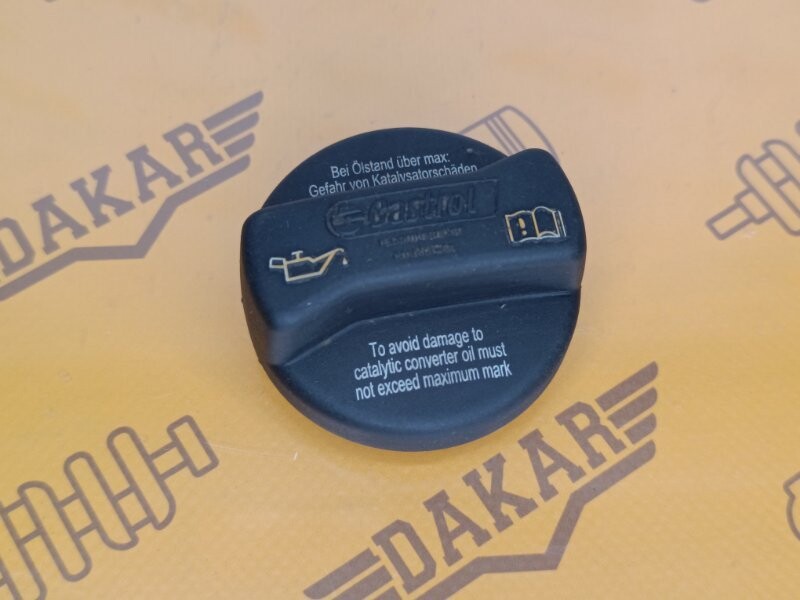 DAKAR
Bei Ölstand über max:
Gefahr von Katalysatorschäden
Castrol
To avoid damage to
catalytic converter oil must
not exceed maximum mark
DAKAR